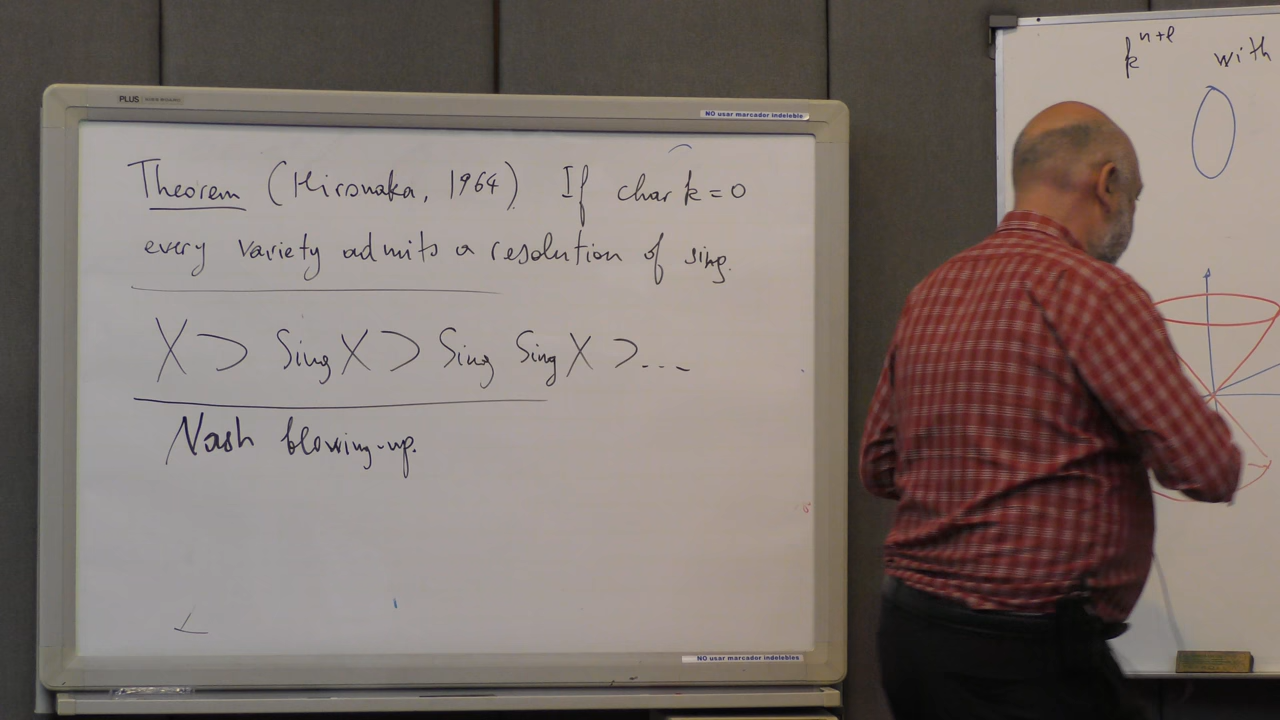 PLUS
NO usar marcador indeleble
Theorem (Hironaka, 1964). If char k = 0
every variety admits a resolution of sing.
X ⊃ Sing X ⊃ Sing Sing X ⊃ ...
Nash blowing-up.
NO usar marcador indelebles
k^{n+l} with